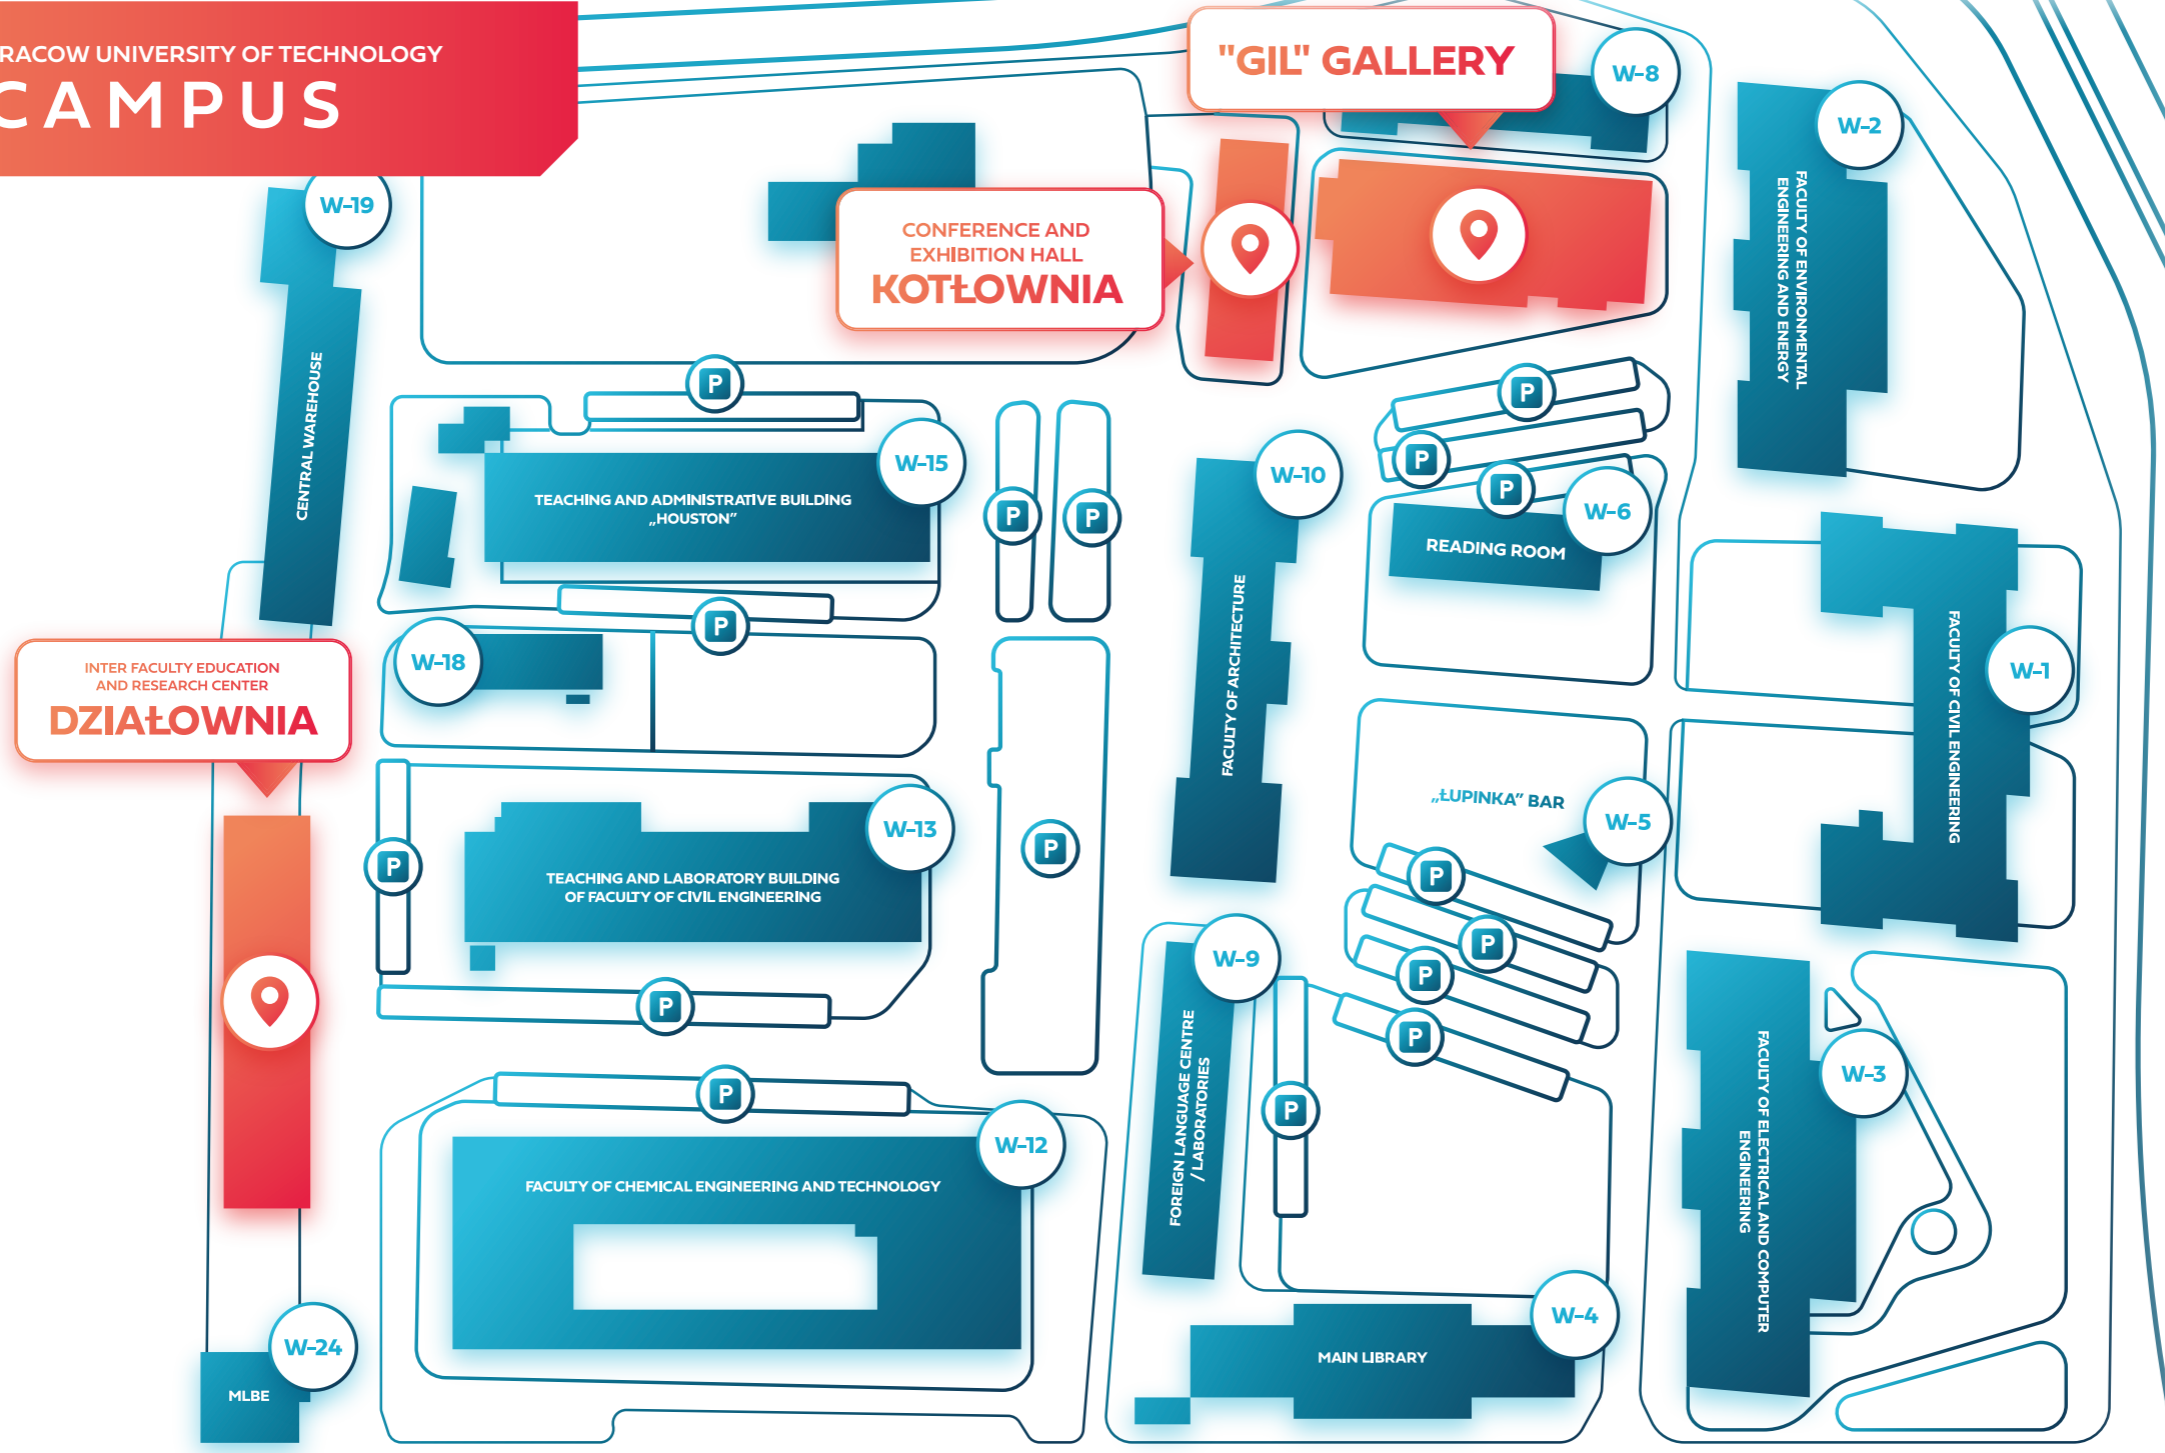 RACOW UNIVERSITY OF TECHNOLOGY
CAMPUS
"GIL" GALLERY
W-8
W-2
FACULTY OF ENVIRONMENTAL
ENGINEERING AND ENERGY
W-19
CENTRAL WAREHOUSE
CONFERENCE AND
EXHIBITION HALL
KOTŁOWNIA
P
P
P
P
W-15
TEACHING AND ADMINISTRATIVE BUILDING
„HOUSTON”
P
P
W-10
FACULTY OF ARCHITECTURE
W-6
READING ROOM
W-1
FACULTY OF CIVIL ENGINEERING
P
W-18
INTER FACULTY EDUCATION
AND RESEARCH CENTER
DZIAŁOWNIA
„ŁUPINKA” BAR
W-5
P
W-13
TEACHING AND LABORATORY BUILDING
OF FACULTY OF CIVIL ENGINEERING
P
P
P
P
P
P
W-9
FOREIGN LANGUAGE CENTRE
/ LABORATORIES
P
W-3
FACULTY OF ELECTRICAL AND COMPUTER
ENGINEERING
P
P
W-12
FACULTY OF CHEMICAL ENGINEERING AND TECHNOLOGY
W-4
MAIN LIBRARY
W-24
MLBE